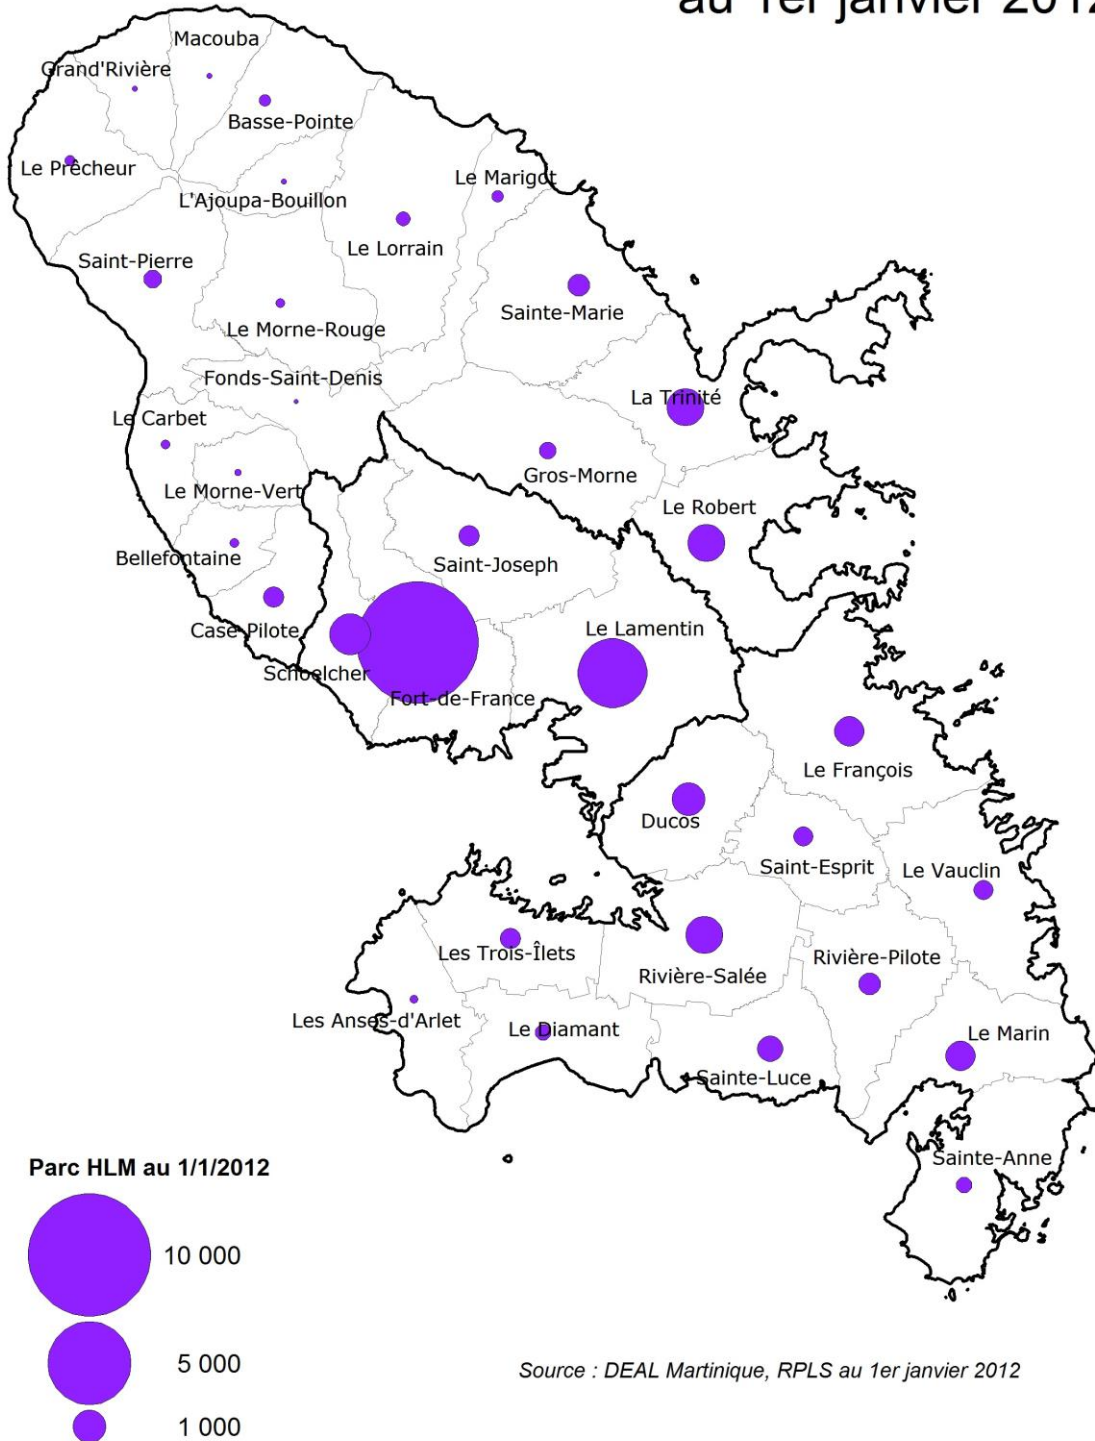 au 1er janvier 2012
Macouba
Grand'Rivière
Basse-Pointe
Le Prêcheur
L'Ajoupa-Bouillon
Le Marigot
Le Lorrain
Saint-Pierre
Sainte-Marie
Le Morne-Rouge
Fonds-Saint-Denis
La Trinité
Le Carbet
Gros-Morne
Le Morne-Vert
Le Robert
Bellefontaine
Saint-Joseph
Case-Pilote
Le Lamentin
Schoelcher
Fort-de-France
Le François
Ducos
Saint-Esprit
Le Vauclin
Les Trois-Îlets
Rivière-Pilote
Rivière-Salée
Les Anses-d'Arlet
Le Diamant
Le Marin
Sainte-Luce
Sainte-Anne
Parc HLM au 1/1/2012
10 000
5 000
1 000
Source : DEAL Martinique, RPLS au 1er janvier 2012